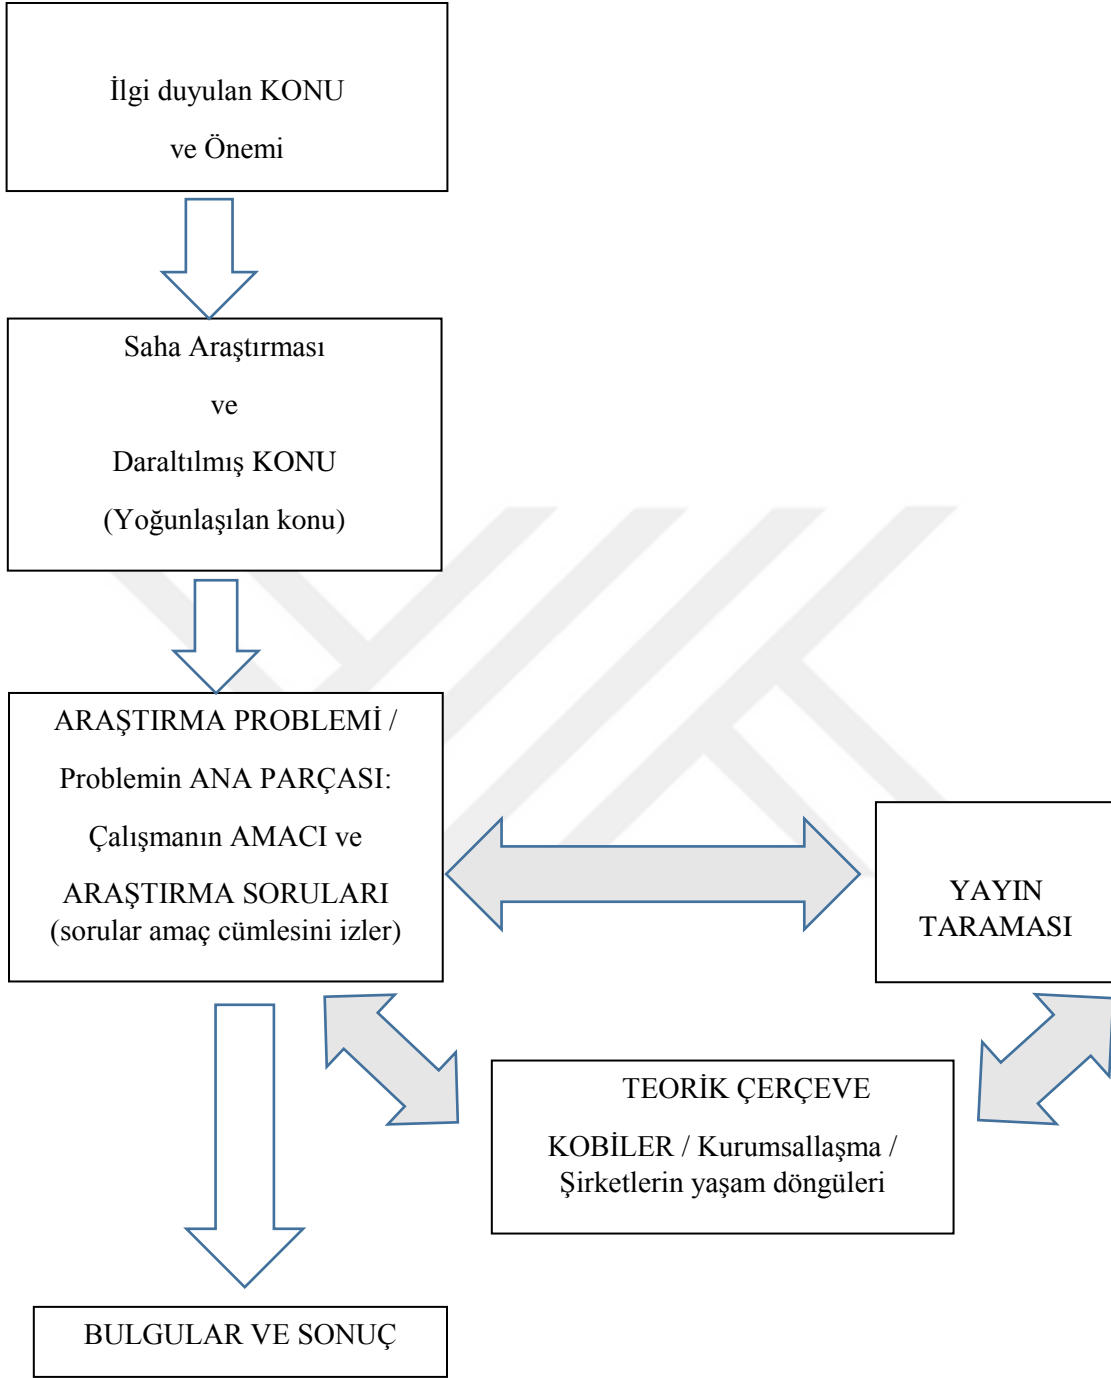 İlgi duyulan KONU
ve Önemi
Saha Araştırması
ve
Daraltılmış KONU
(Yoğunlaşılan konu)
ARAŞTIRMA PROBLEMİ /
Problemin ANA PARÇASI:
Çalışmanın AMACI ve
ARAŞTIRMA SORULARI
(sorular amaç cümlesini izler)
YAYIN
TARAMASI
TEORİK ÇERÇEVE
KOBİLER / Kurumsallaşma /
Şirketlerin yaşam döngüleri
BULGULAR VE SONUÇ